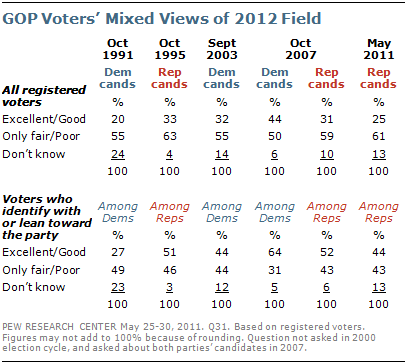 GOP Voters' Mixed Views of 2012 Field
Oct Oct Sept Oct May
1991 1995 2003 2007 2011
Dem Rep Dem Dem Rep Rep
All registered cands cands cands cands cands cands
voters % % % % % %
Excellent/Good 20 33 32 44 31 25
Only fair/Poor 55 63 55 50 59 61
Don't know 24 4 14 6 10 13
100 100 100 100 100 100
Voters who
identify with Among Among Among Among Among Among
or lean toward Dems Reps Dems Dems Reps Reps
the party % % % % % %
Excellent/Good 27 51 44 64 52 44
Only fair/Poor 49 46 44 31 43 43
Don't know 23 3 12 5 6 13
100 100 100 100 100 100
PEW RESEARCH CENTER May 25-30, 2011. Q31. Based on registered voters.
Figures may not add to 100% because of rounding. Question not asked in 2000
election cycle, and asked about both parties' candidates in 2007.